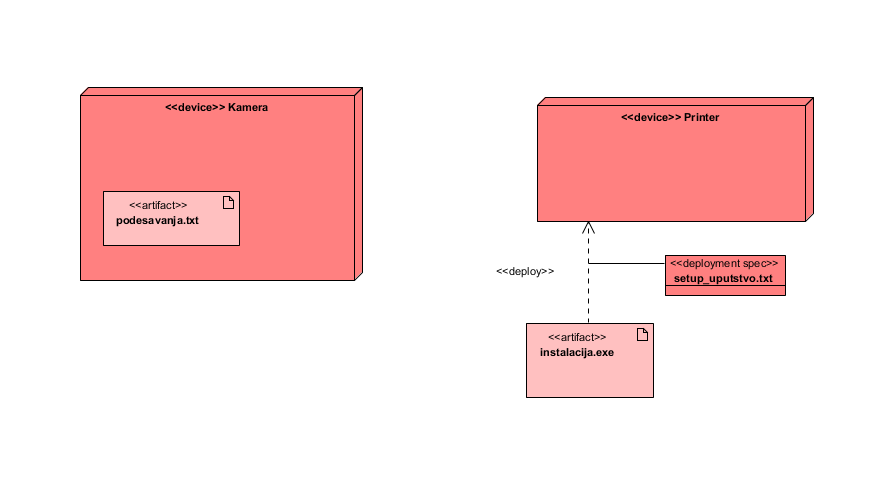 <<device>> Kamera
<<artifact>>
podesavanja.txt
<<device>> Printer
<<deploy>>
<<deployment spec>>
setup_uputstvo.txt
<<artifact>>
instalacija.exe